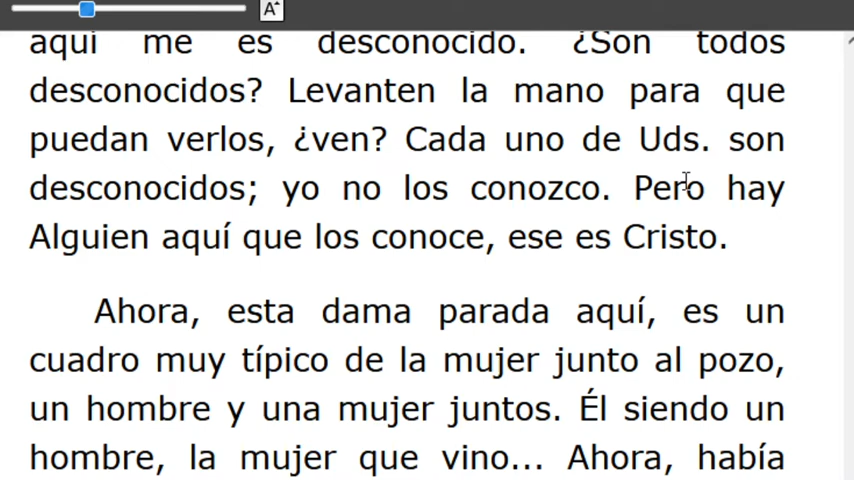 A
aquí me es desconocido. ¿Son todos
desconocidos? Levanten la mano para que
puedan verlos, ¿ven? Cada uno de Uds. son
desconocidos; yo no los conozco. Pero hay
Alguien aquí que los conoce, ese es Cristo.
Ahora, esta dama parada aquí, es un
cuadro muy típico de la mujer junto al pozo,
un hombre y una mujer juntos. Él siendo un
hombre, la mujer que vino... Ahora, había